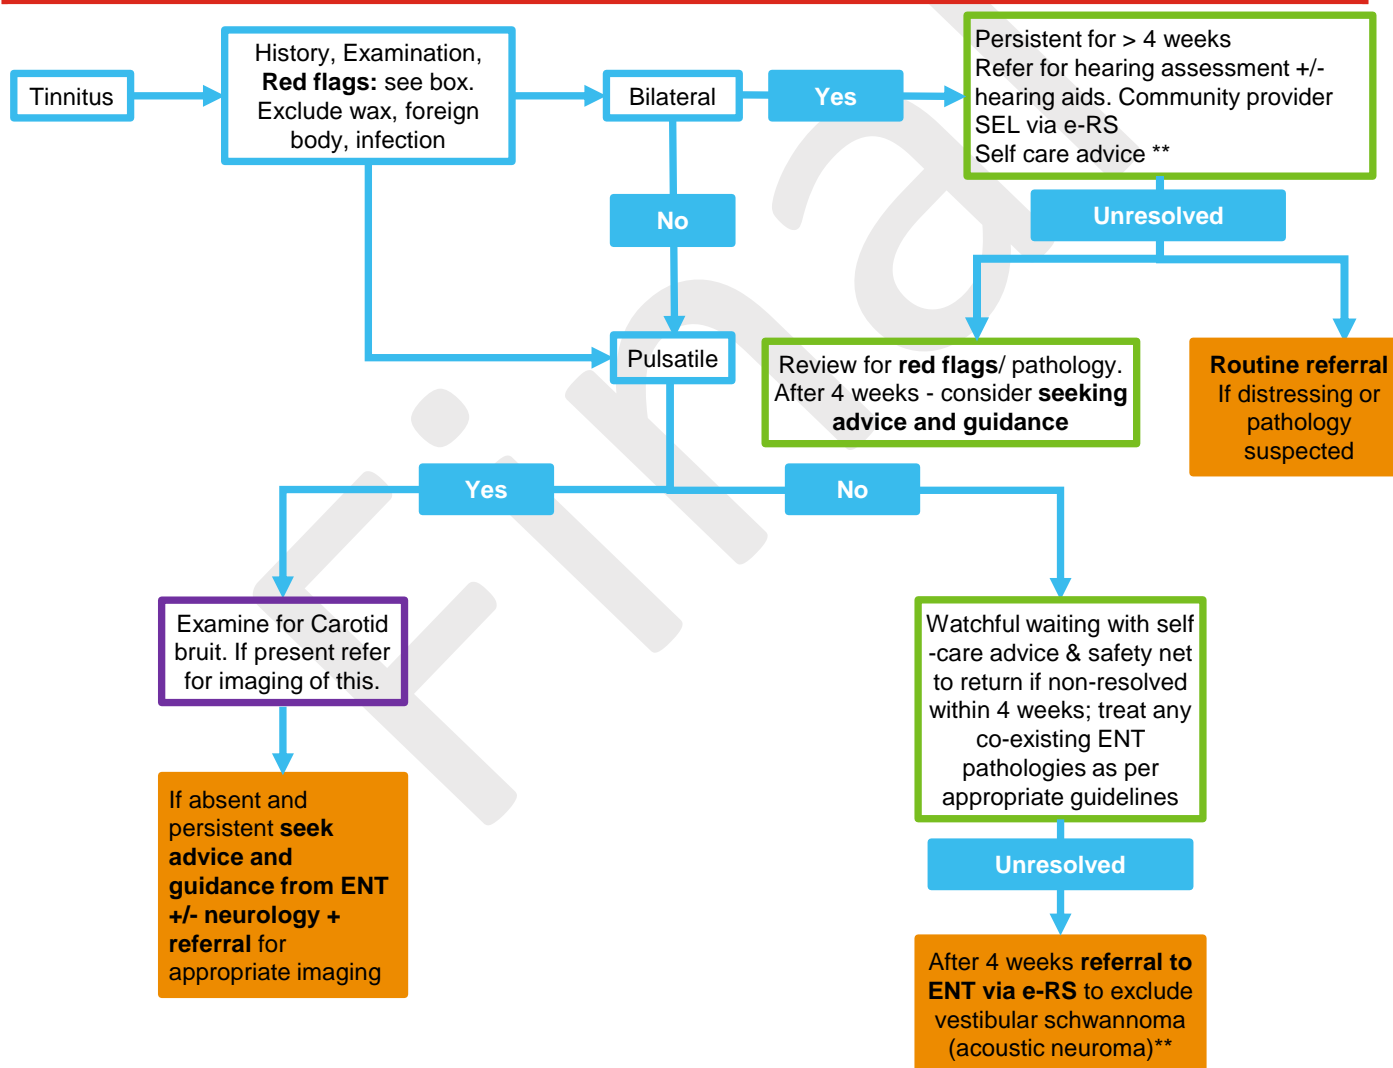 Tinnitus
History, Examination,
Red flags: see box.
Exclude wax, foreign
body, infection
Bilateral
Yes
Persistent for > 4 weeks
Refer for hearing assessment +/-
hearing aids. Community provider
SEL via e-RS
Self care advice **
No
Unresolved
Pulsatile
Review for red flags/ pathology.
After 4 weeks - consider seeking
advice and guidance
Routine referral
If distressing or
pathology
suspected
Yes
No
Examine for Carotid
bruit. If present refer
for imaging of this.
Watchful waiting with self
-care advice & safety net
to return if non-resolved
within 4 weeks; treat any
co-existing ENT
pathologies as per
appropriate guidelines
If absent and
persistent seek
advice and
guidance from ENT
+/- neurology +
referral for
appropriate imaging
Unresolved
After 4 weeks referral to
ENT via e-RS to exclude
vestibular schwannoma
(acoustic neuroma)**
Final